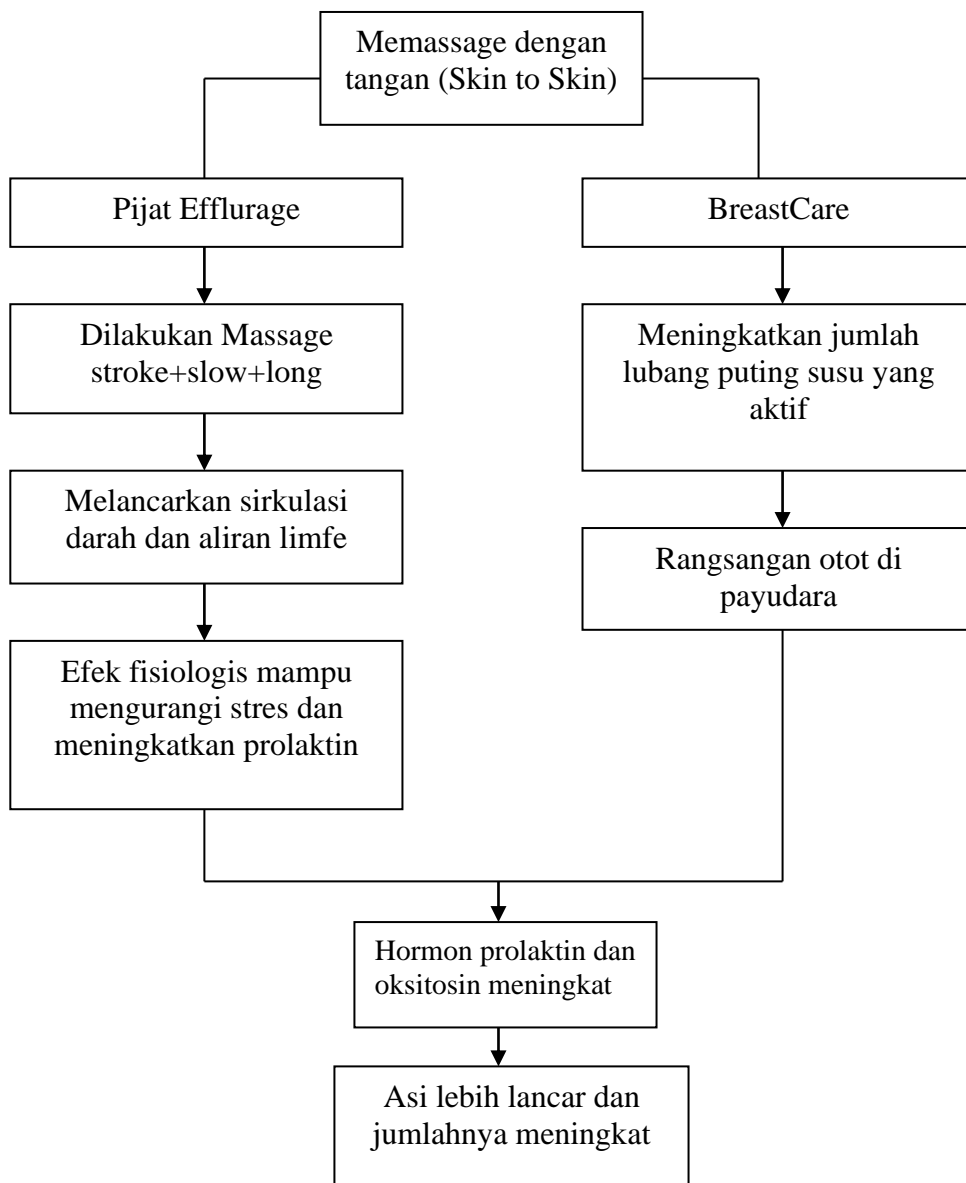 Memassage dengan
tangan (Skin to Skin)
Pijat Efflurage
BreastCare
Dilakukan Massage
stroke+slow+long
Meningkatkan jumlah
lubang puting susu yang
aktif
Melancarkan sirkulasi
darah dan aliran limfe
Rangsangan otot di
payudara
Efek fisiologis mampu
mengurangi stres dan
meningkatkan prolaktin
Hormon prolaktin dan
oksitosin meningkat
Asi lebih lancar dan
jumlahnya meningkat